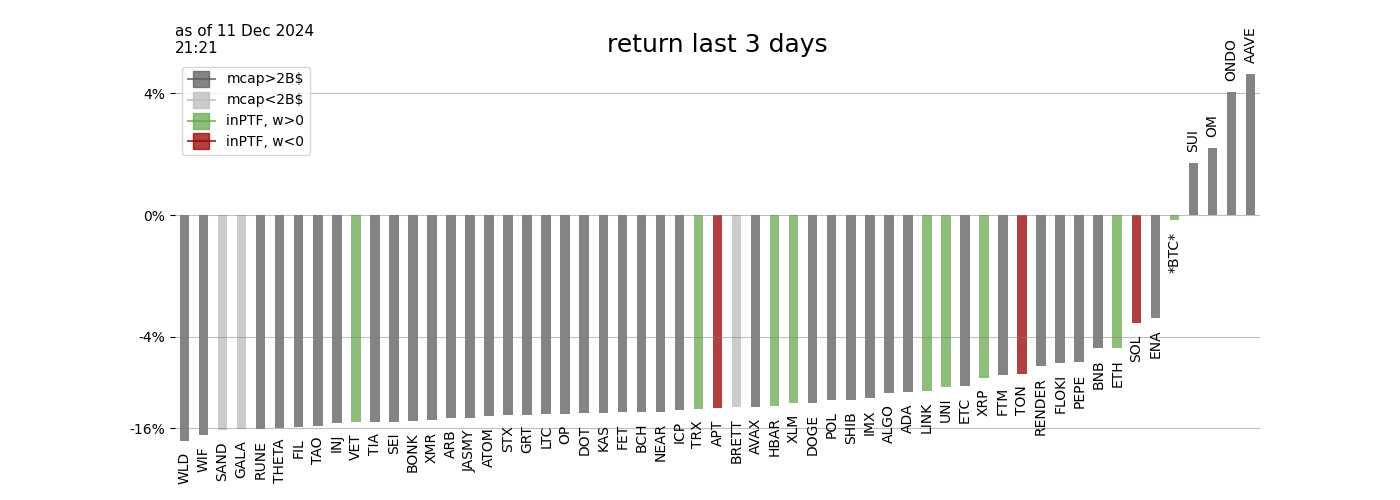 as of 11 Dec 2024
21:21
return last 3 days
mcap>2B$
mcap<2B$
inPTF, w>0
inPTF, w<0
4%
0%
-4%
-16%
WLD
WIF
SAND
GALA
RUNE
THETA
FIL
TAO
INJ
VET
TIA
SEI
BONK
XMR
ARB
JASMY
ATOM
STX
GRT
LTC
OP
DOT
KAS
FET
BCH
NEAR
ICP
TRX
APT
BRETT
AVAX
HBAR
XLM
DOGE
POL
SHIB
IMX
ALGO
ADA
LINK
UNI
ETC
XRP
FTM
TON
RENDER
FLOKI
PEPE
BNB
ETH
SOL
ENA
*BTC*
SUI
OM
ONDO
AAVE